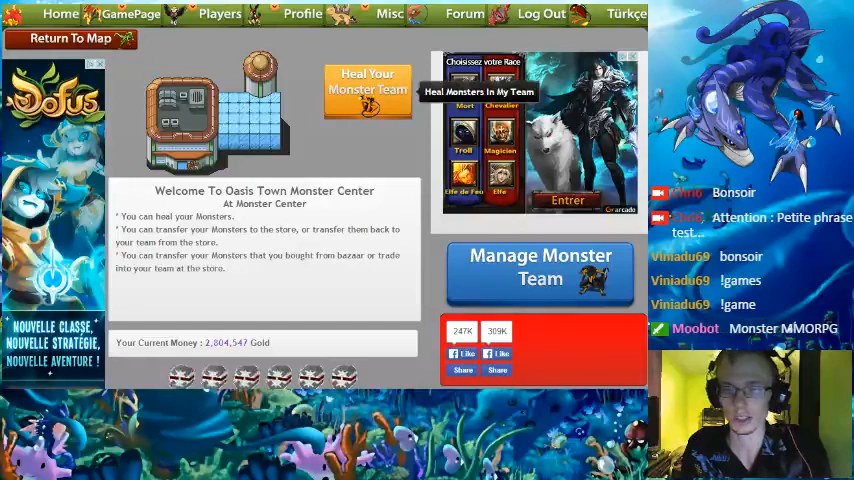 Home GamePage Players Profile Misc Forum Log Out Türkçe
Return To Map
Dofus
NOUVELLE CLASSE,
NOUVELLE STRATÉGIE,
NOUVELLE AVENTURE !
Heal Your
Monster Team
Heal Monsters In My Team
Choisissez votre Race
Mort Chevalier
Troll Magicien
Elfe de Feu Elfe
Entrer
arcado
Welcome To Oasis Town Monster Center
At Monster Center
* You can heal your Monsters.
* You can transfer your Monsters to the store, or transfer them back to
your team from the store.
* You can transfer your Monsters that you bought from bazaar or trade
into your team at the store.
Your Current Money : 2,804,547 Gold
Manage Monster
Team
247K 309K
Like Like
Share Share
Bonsoir
Attention : Petite phrase
test...
Viniadu69 bonsoir
Viniadu69 !games
Viniadu69 !game
Moobot Monster MMORPG